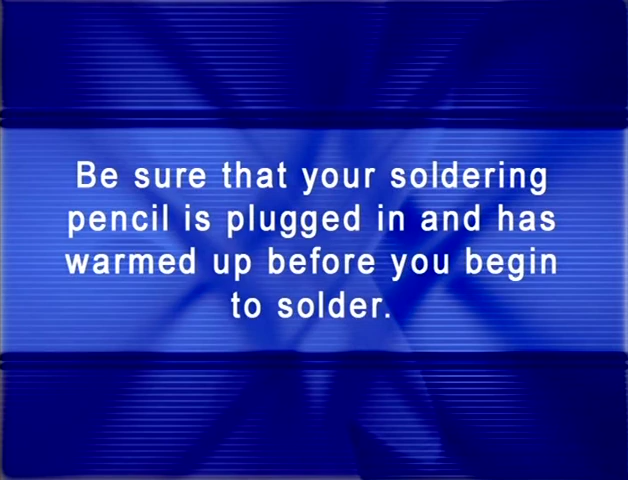 Be sure that your soldering
pencil is plugged in and has
warmed up before you begin
to solder.